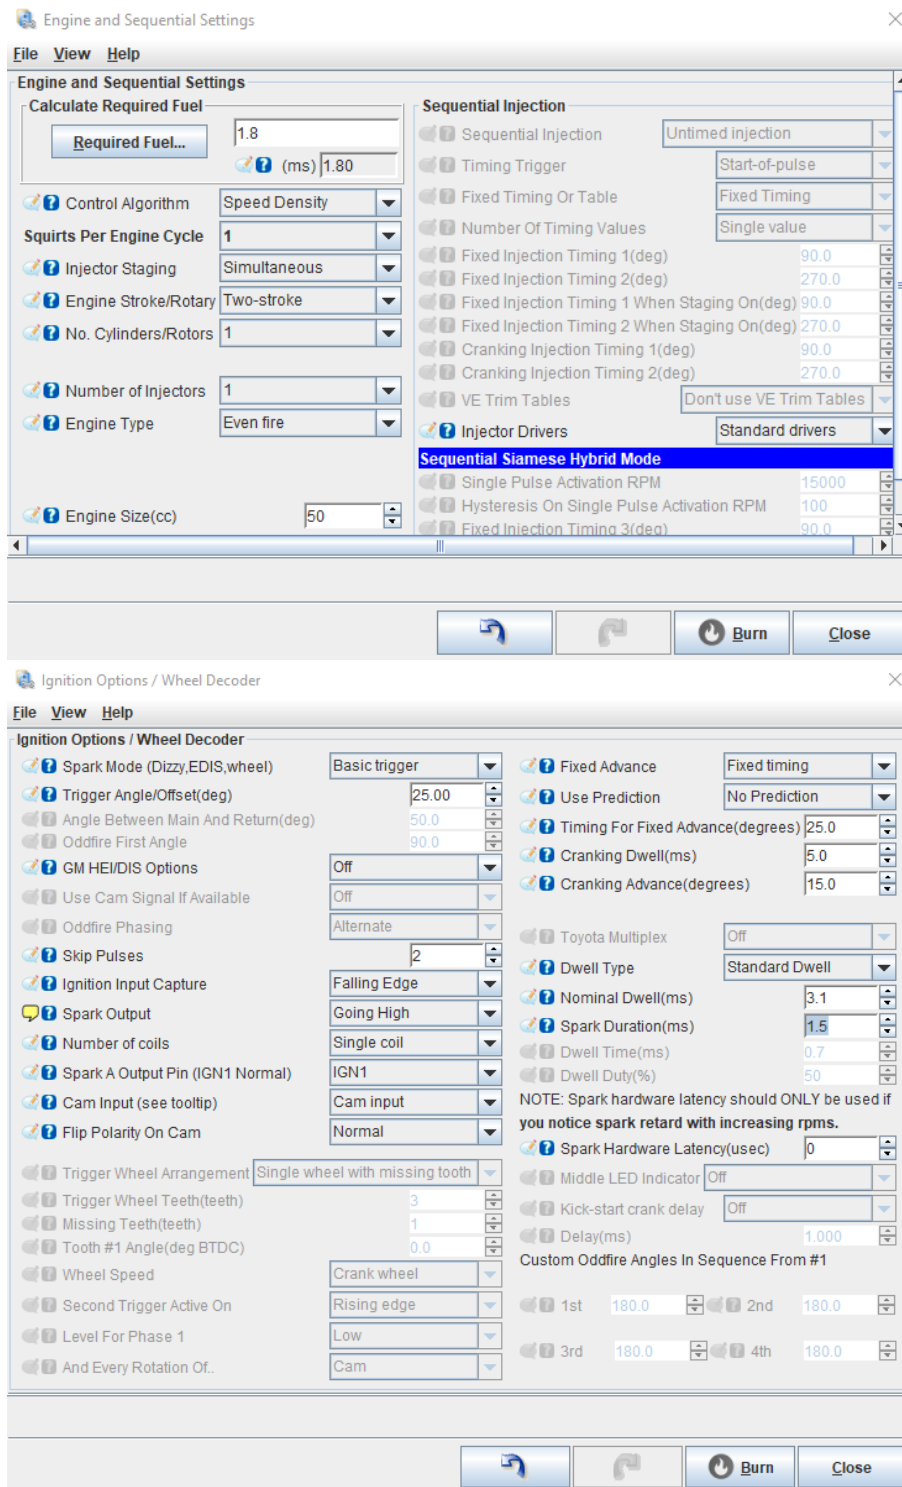 Engine and Sequential Settings
File View Help
Engine and Sequential Settings
Calculate Required Fuel
Required Fuel...
1.8
(ms) 1.80
Control Algorithm Speed Density
Squirts Per Engine Cycle 1
Injector Staging Simultaneous
Engine Stroke/Rotary Two-stroke
No. Cylinders/Rotors 1
Number of Injectors 1
Engine Type Even fire
Engine Size(cc) 50
Sequential Injection
Sequential Injection Untimed injection
Timing Trigger Start-of-pulse
Fixed Timing Or Table Fixed Timing
Number Of Timing Values Single value
Fixed Injection Timing 1(deg) 90.0
Fixed Injection Timing 2(deg) 270.0
Fixed Injection Timing 1 When Staging On(deg) 90.0
Fixed Injection Timing 2 When Staging On(deg) 270.0
Cranking Injection Timing 1(deg) 90.0
Cranking Injection Timing 2(deg) 270.0
VE Trim Tables Don't use VE Trim Tables
Injector Drivers Standard drivers
Sequential Siamese Hybrid Mode
Single Pulse Activation RPM 15000
Hysteresis On Single Pulse Activation RPM 100
Fixed Injection Timing 3(deg) 90.0
Burn Close
Ignition Options / Wheel Decoder
File View Help
Ignition Options / Wheel Decoder
Spark Mode (Dizzy,EDIS,wheel) Basic trigger
Trigger Angle/Offset(deg) 25.00
Angle Between Main And Return(deg) 50.0
Oddfire First Angle 90.0
GM HEI/DIS Options Off
Use Cam Signal If Available Off
Oddfire Phasing Alternate
Skip Pulses 2
Ignition Input Capture Falling Edge
Spark Output Going High
Number of coils Single coil
Spark A Output Pin (IGN1 Normal) IGN1
Cam Input (see tooltip) Cam input
Flip Polarity On Cam Normal
Trigger Wheel Arrangement Single wheel with missing tooth
Trigger Wheel Teeth(teeth) 3
Missing Teeth(teeth) 1
Tooth #1 Angle(deg BTDC) 0.0
Wheel Speed Crank wheel
Second Trigger Active On Rising edge
Level For Phase 1 Low
And Every Rotation Of.. Cam
Fixed Advance Fixed timing
Use Prediction No Prediction
Timing For Fixed Advance(degrees) 25.0
Cranking Dwell(ms) 5.0
Cranking Advance(degrees) 15.0
Toyota Multiplex Off
Dwell Type Standard Dwell
Nominal Dwell(ms) 3.1
Spark Duration(ms) 1.5
Dwell Time(ms) 0.7
Dwell Duty(%) 50
NOTE: Spark hardware latency should ONLY be used if
you notice spark retard with increasing rpms.
Spark Hardware Latency(usec) 0
Middle LED Indicator Off
Kick-start crank delay Off
Delay(ms) 1.000
Custom Oddfire Angles In Sequence From #1
1st 180.0 2nd 180.0
3rd 180.0 4th 180.0
Burn Close